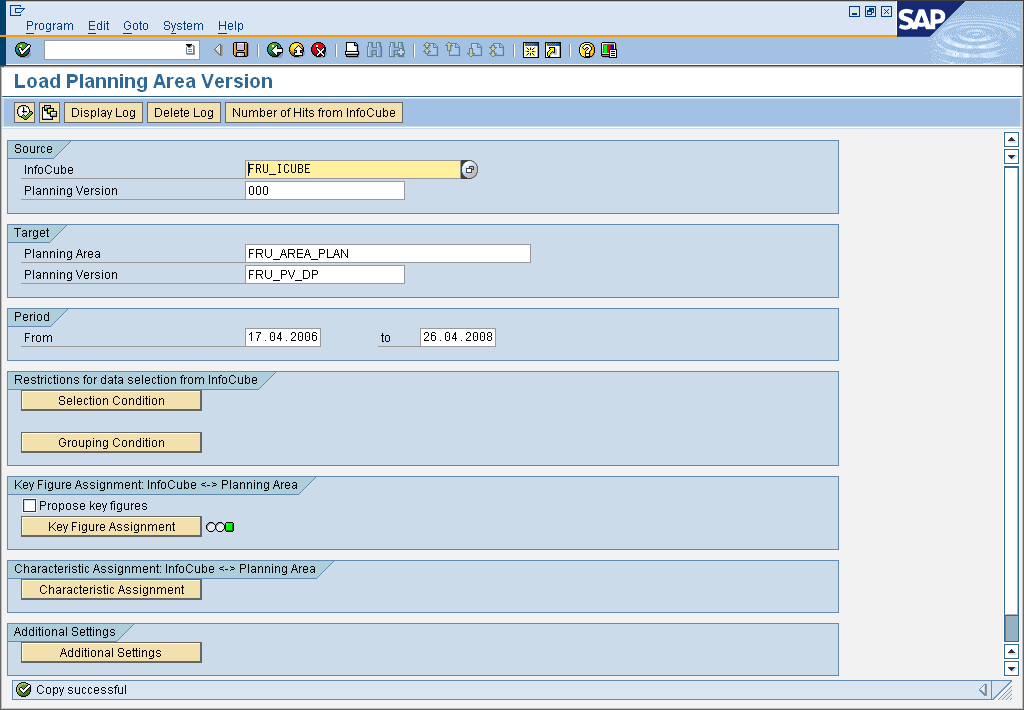 Program Edit Goto System Help
SAP
Load Planning Area Version
Display Log Delete Log Number of Hits from InfoCube
Source
InfoCube FRU_ICUBE
Planning Version 000
Target
Planning Area FRU_AREA_PLAN
Planning Version FRU_PV_DP
Period
From 17.04.2006 to 26.04.2008
Restrictions for data selection from InfoCube
Selection Condition
Grouping Condition
Key Figure Assignment: InfoCube <-> Planning Area
Propose key figures
Key Figure Assignment
Characteristic Assignment: InfoCube <-> Planning Area
Characteristic Assignment
Additional Settings
Additional Settings
Copy successful